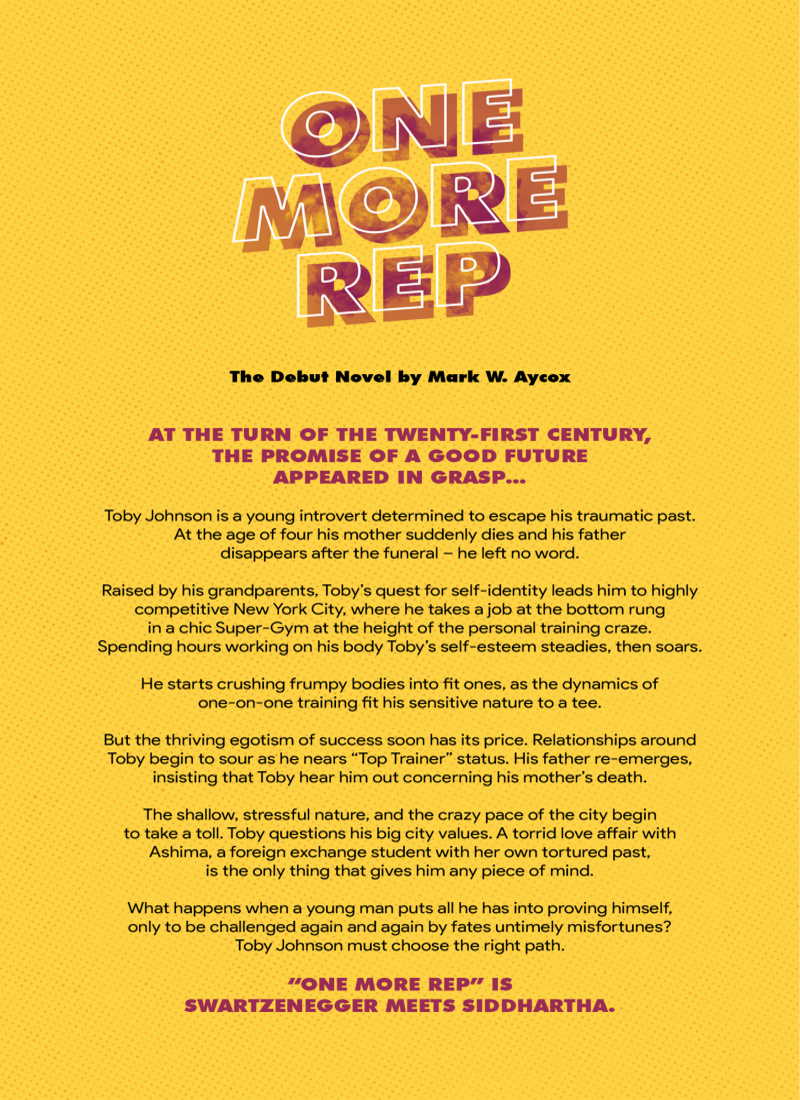 ONE
MORE
REP
The Debut Novel by Mark W. Aycox
AT THE TURN OF THE TWENTY-FIRST CENTURY,
THE PROMISE OF A GOOD FUTURE
APPEARED IN GRASP...
Toby Johnson is a young introvert determined to escape his traumatic past.
At the age of four his mother suddenly dies and his father
disappears after the funeral – he left no word.
Raised by his grandparents, Toby's quest for self-identity leads him to highly
competitive New York City, where he takes a job at the bottom rung
in a chic Super-Gym at the height of the personal training craze.
Spending hours working on his body Toby's self-esteem steadies, then soars.
He starts crushing frumpy bodies into fit ones, as the dynamics of
one-on-one training fit his sensitive nature to a tee.
But the thriving egotism of success soon has its price. Relationships around
Toby begin to sour as he nears “Top Trainer” status. His father re-emerges,
insisting that Toby hear him out concerning his mother's death.
The shallow, stressful nature, and the crazy pace of the city begin
to take a toll. Toby questions his big city values. A torrid love affair with
Ashima, a foreign exchange student with her own tortured past,
is the only thing that gives him any piece of mind.
What happens when a young man puts all he has into proving himself,
only to be challenged again and again by fates untimely misfortunes?
Toby Johnson must choose the right path.
“ONE MORE REP” IS
SWARTZENEGGER MEETS SIDDHARTHA.